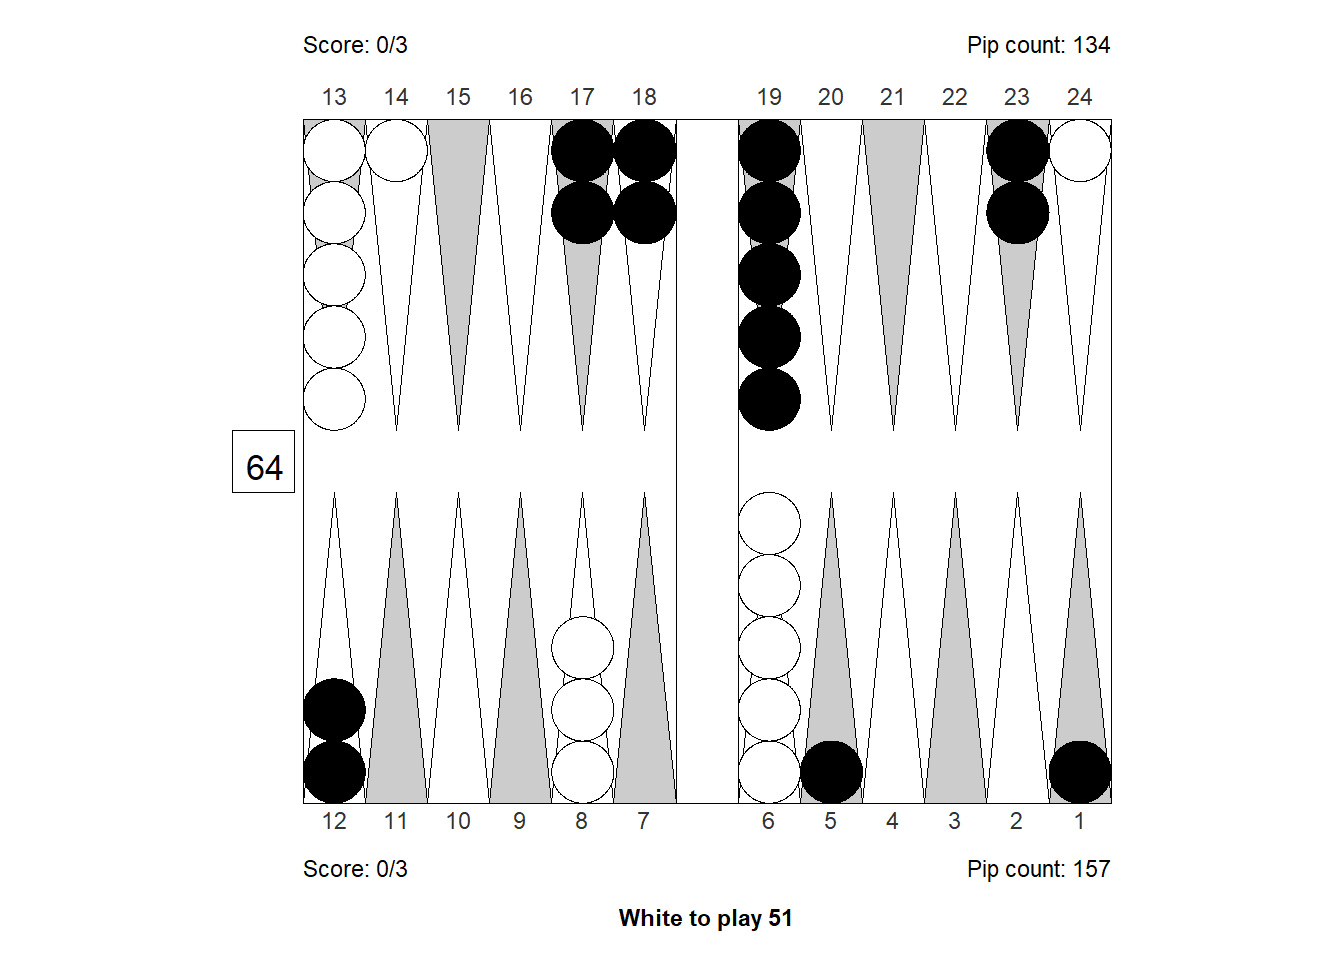 Score: 0/3 Pip count: 134
13 14 15 16 17 18 19 20 21 22 23 24
64
12 11 10 9 8 7 6 5 4 3 2 1
Score: 0/3 Pip count: 157
White to play 51